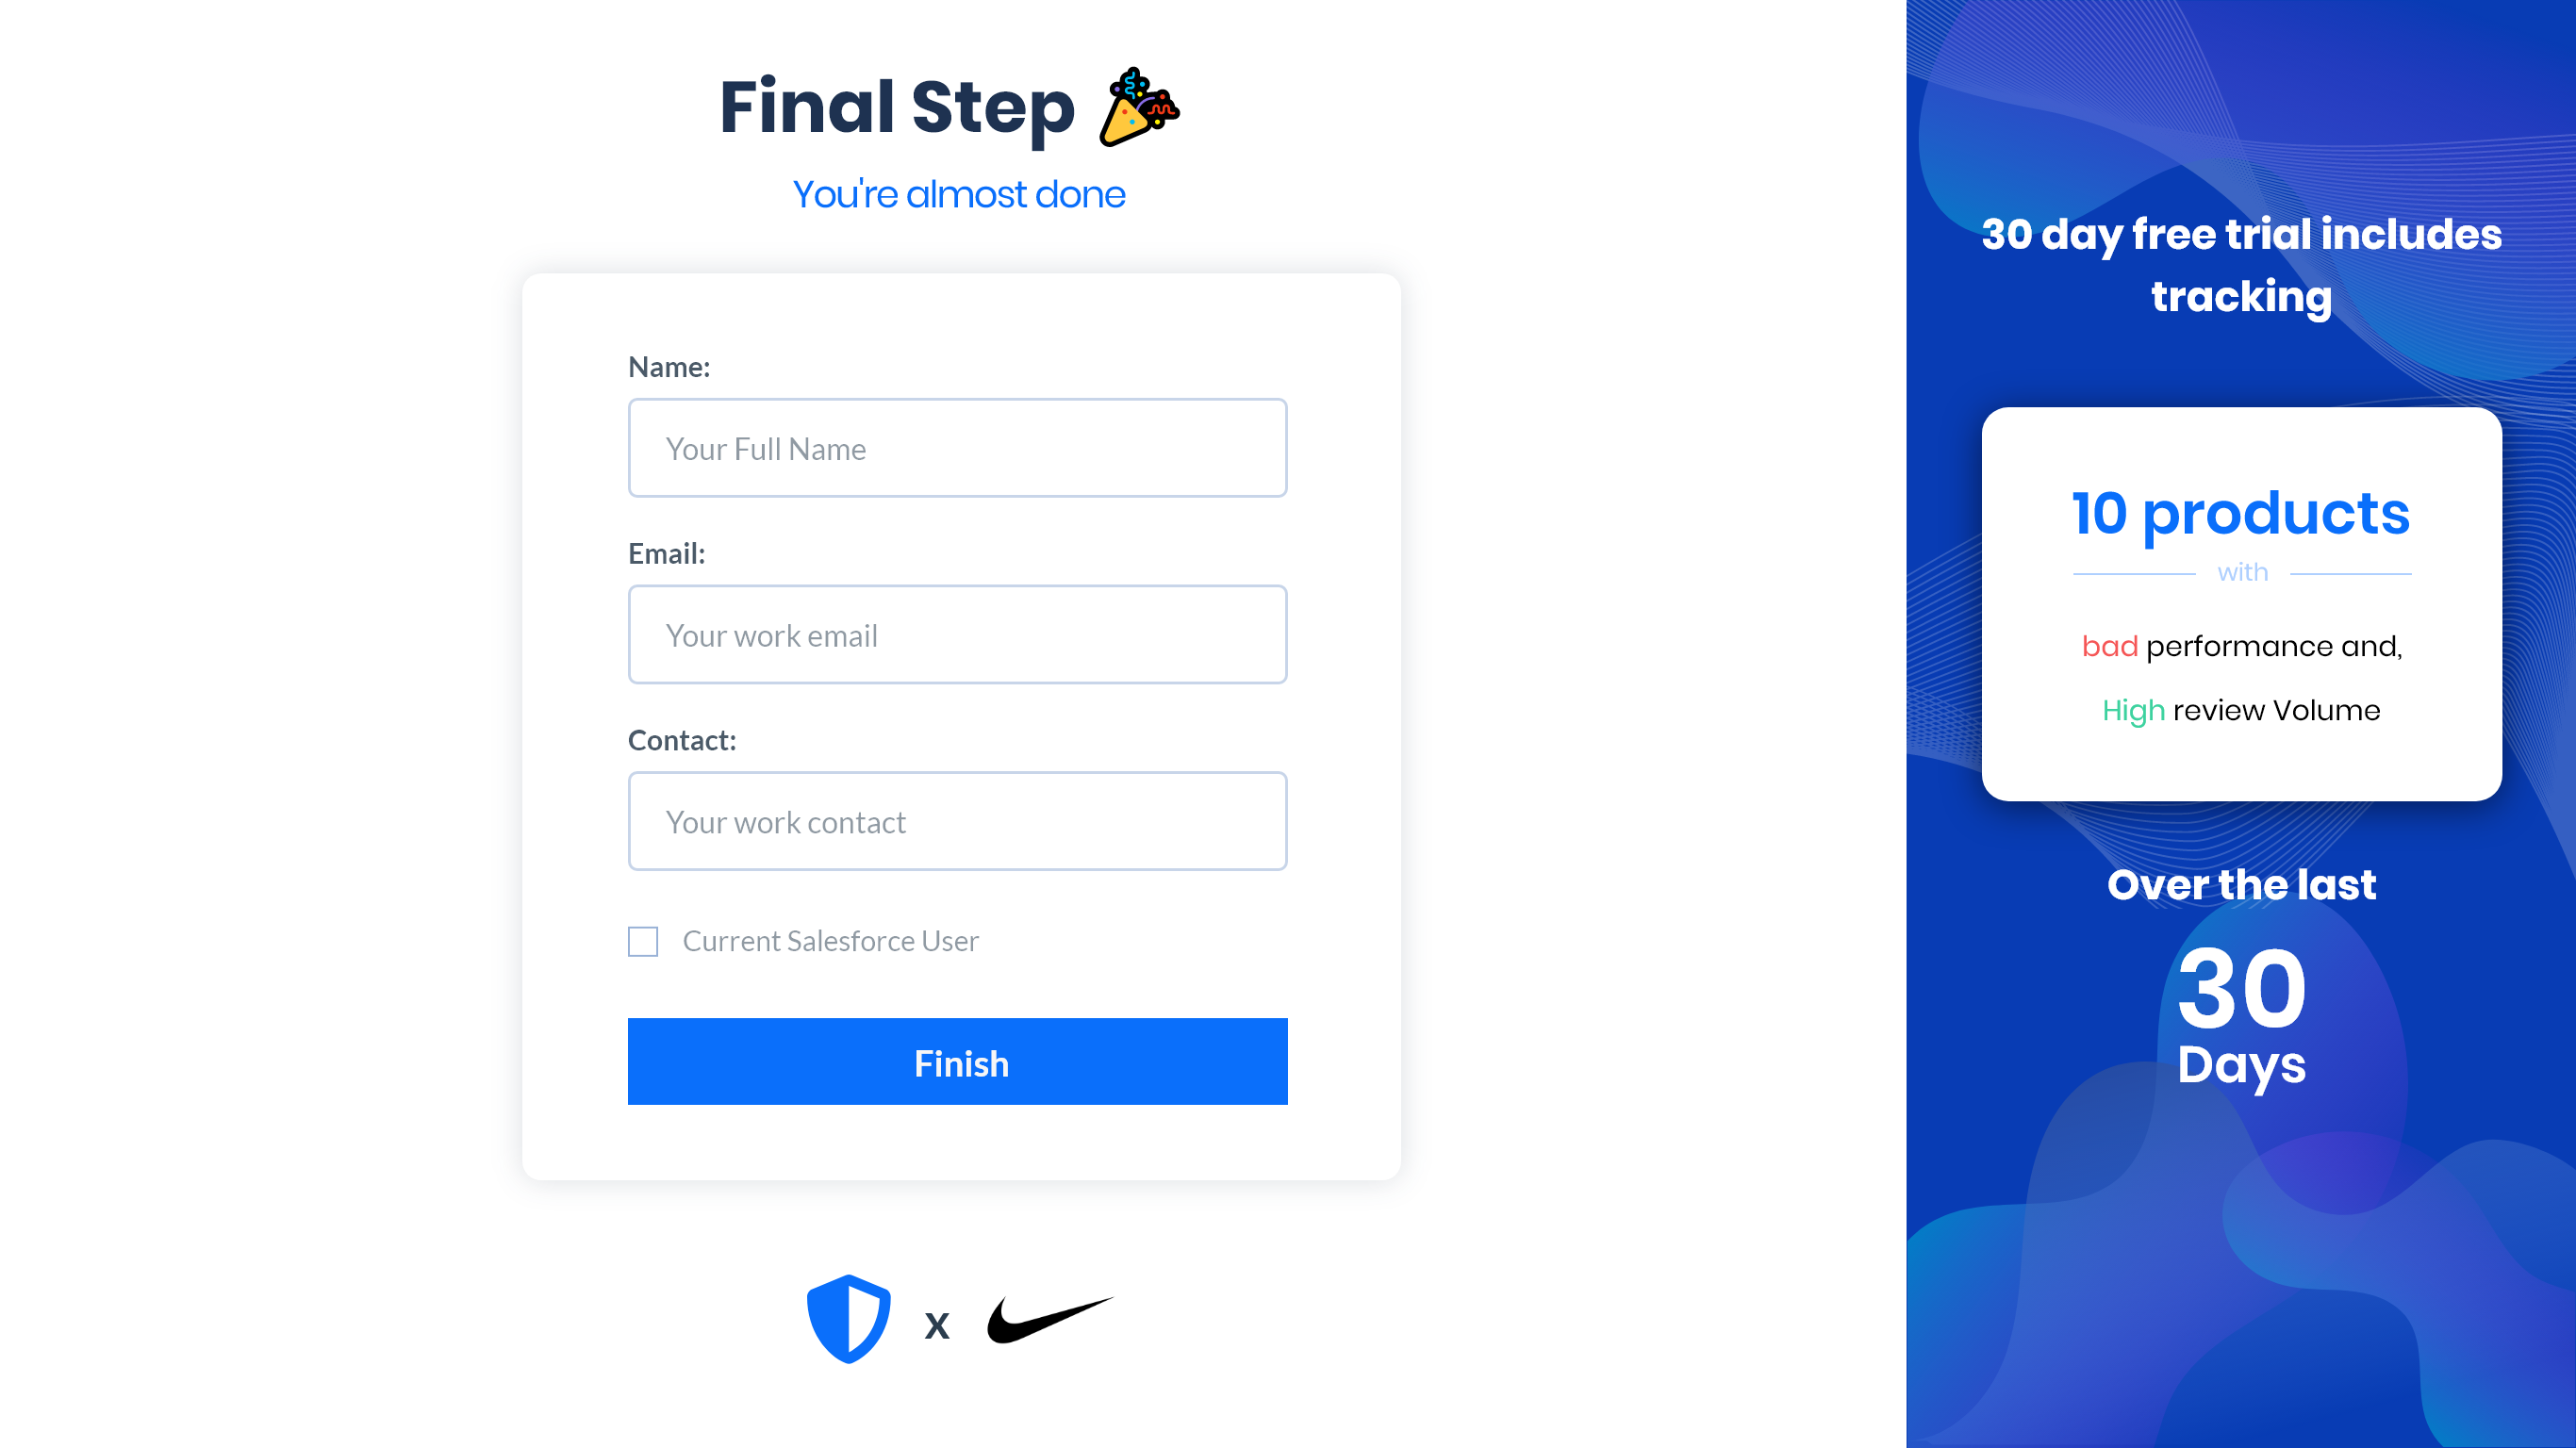 Final Step
You're almost done
Name:
Your Full Name
Email:
Your work email
Contact:
Your work contact
Current Salesforce User
Finish
x
30 day free trial includes
tracking
10 products
with
bad performance and,
High review Volume
Over the last
30
Days